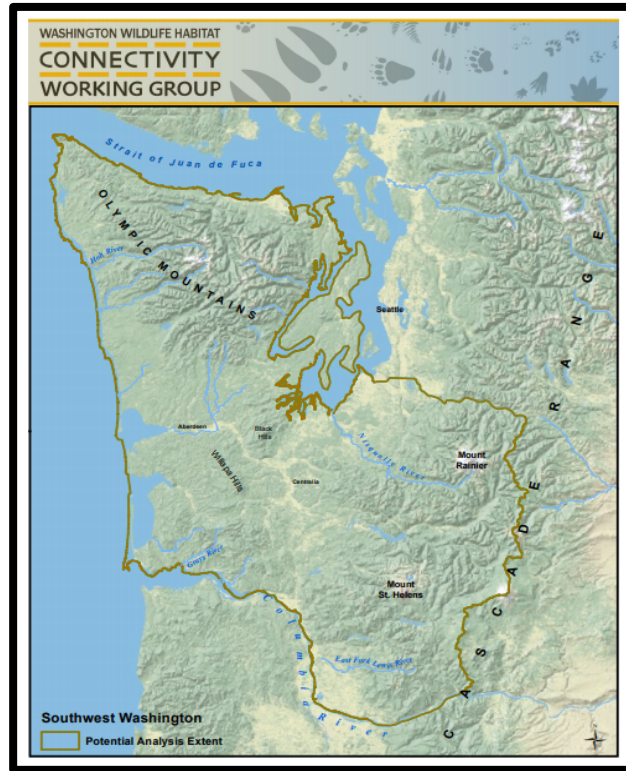 WASHINGTON WILDLIFE HABITAT
CONNECTIVITY
WORKING GROUP
Strait of Juan de Fuca
OLYMPIC MOUNTAINS
Hoh River
Seattle
CASCADE RANGE
Aberdeen
Black
Hills
Willapa Hills
Centralia
Nisqually River
Mount
Rainier
Grays River
Mount
St. Helens
Columbia River
East Fork Lewis River
Southwest Washington
Potential Analysis Extent